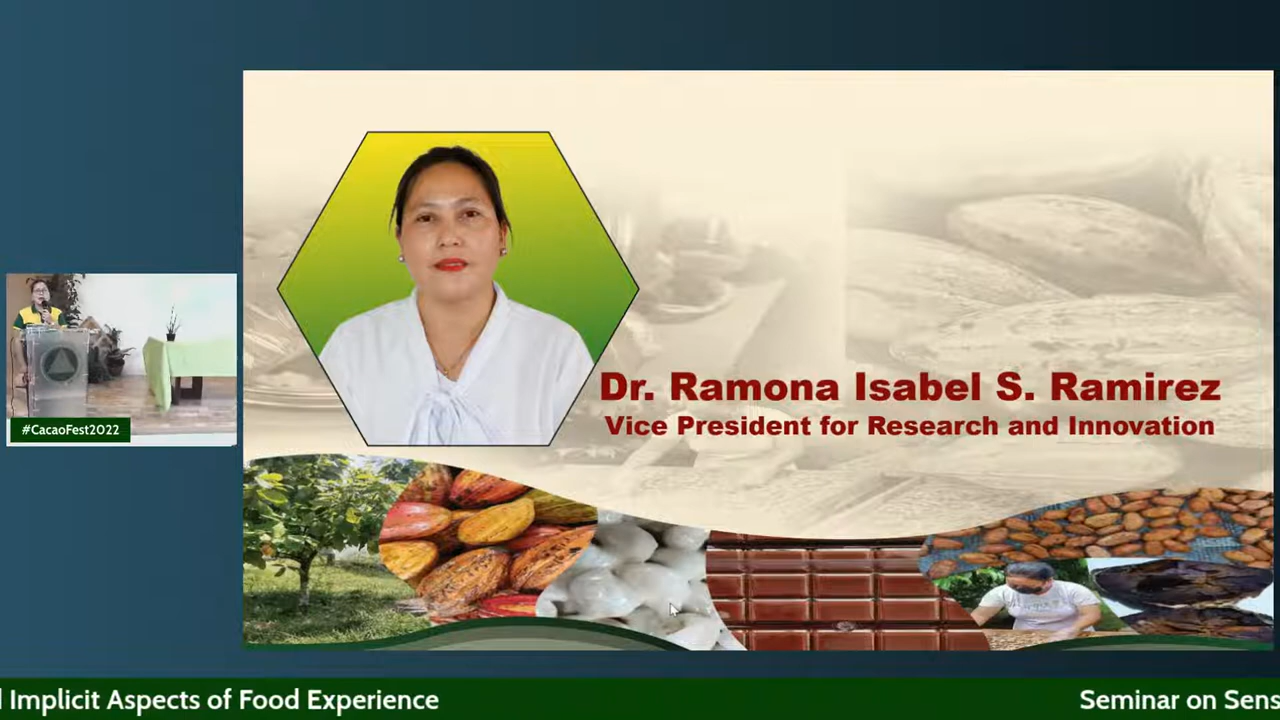 Dr. Ramona Isabel S. Ramirez
Vice President for Research and Innovation
#CacaoFest2022
Implicit Aspects of Food Experience
Seminar on Sens